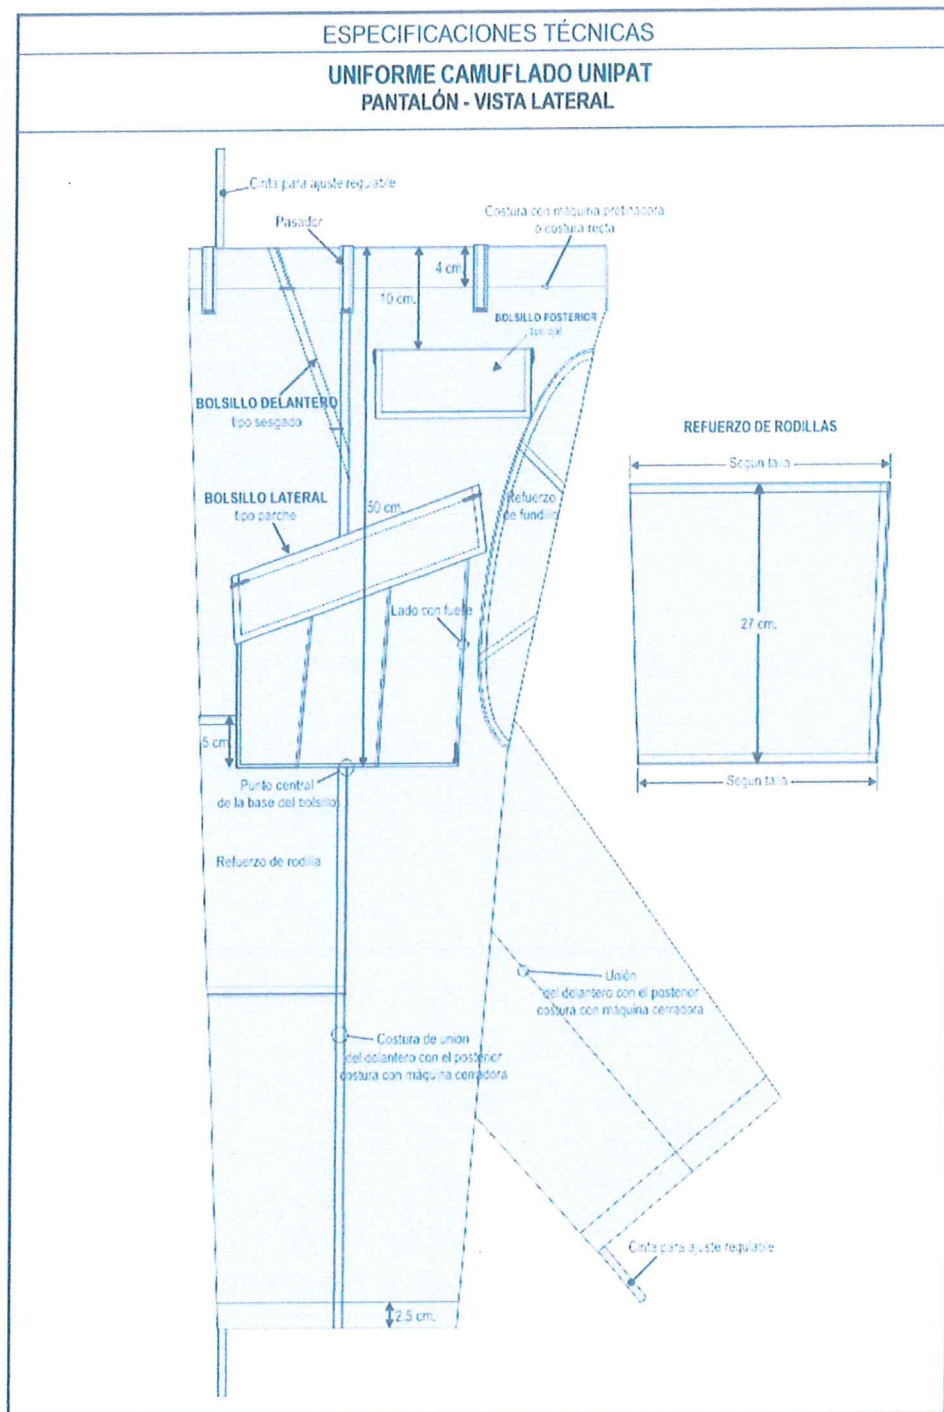 ESPECIFICACIONES TÉCNICAS
UNIFORME CAMUFLADO UNIPAT
PANTALÓN - VISTA LATERAL
Cinta para ajuste regulable
Pasador
Costura con máquina pretinadora
o costura recta
4 cm.
10 cm.
BOLSILLO POSTERIOR
tipo ojal
BOLSILLO DELANTERO
tipo sesgado
REFUERZO DE RODILLAS
Segun talla
BOLSILLO LATERAL
tipo parche
50 cm.
Refuerzo
de fundillo
Lado con fuelle
27 cm.
5 cm.
Segun talla
Punto central
de la base del bolsillo
Refuerzo de rodilla
Unión
del delantero con el posterior
costura con máquina cerradora
Costura de unión
del delantero con el posterior
costura con máquina cerradora
Cinta para ajuste regulable
2.5 cm.